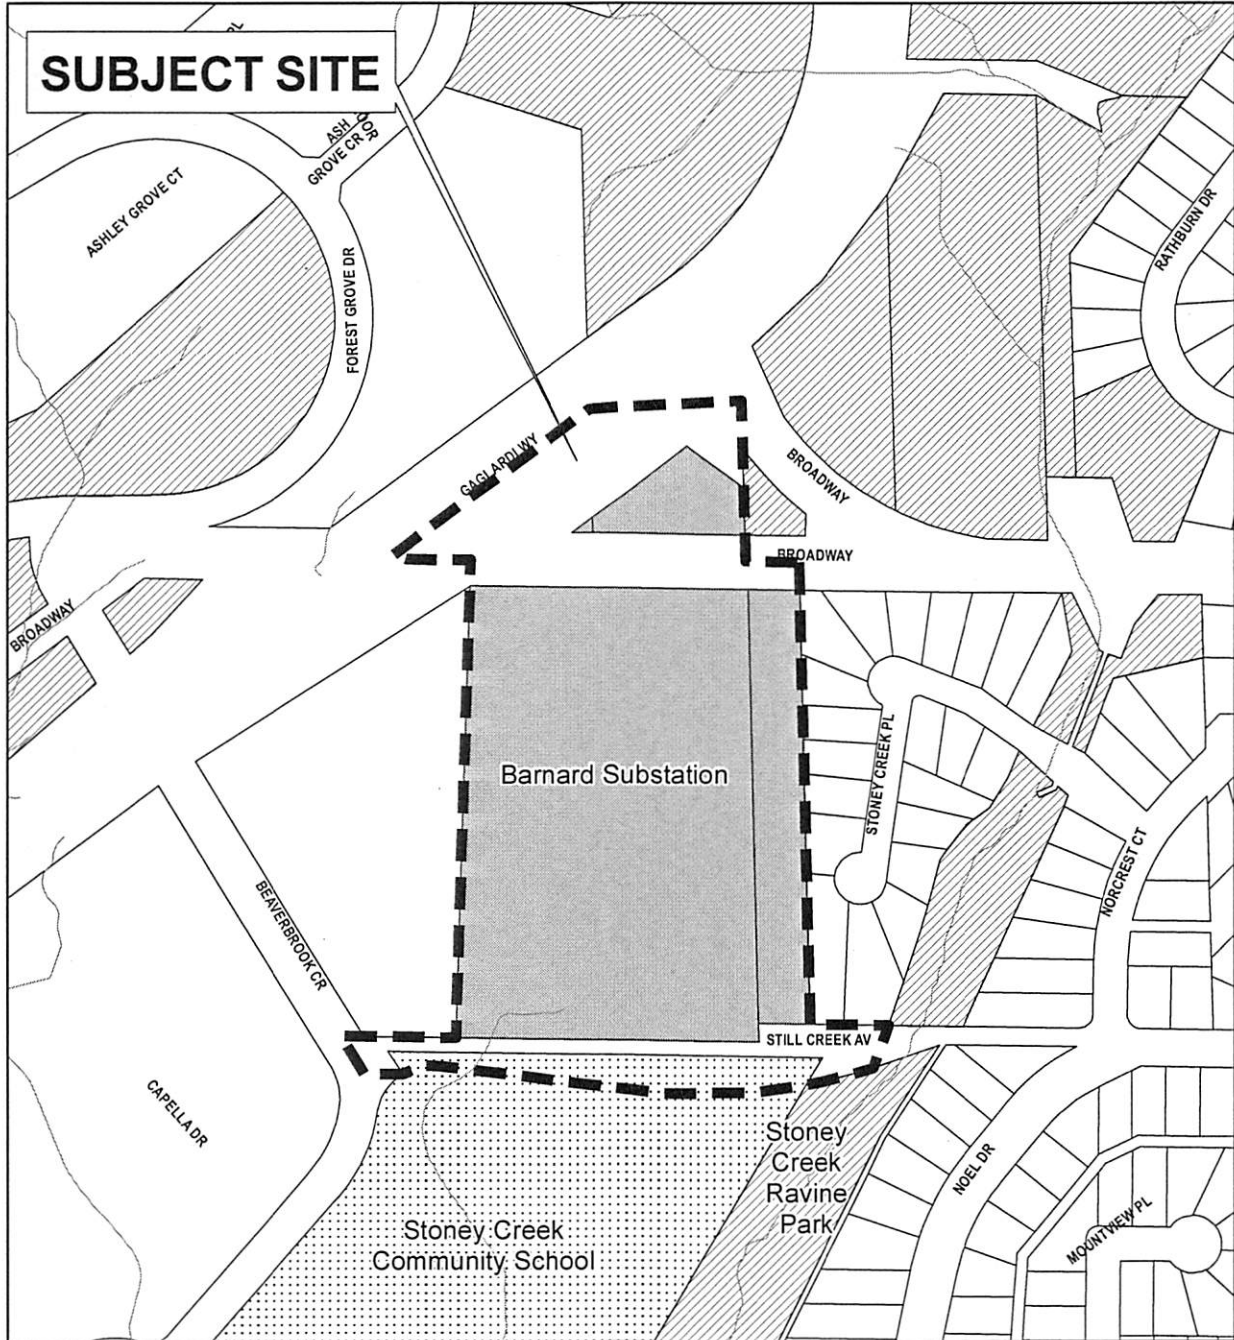 PL
SUBJECT SITE
ASH
GROVE CR
ASHLEY GROVE CT
RATHBURN DR
FOREST GROVE DR
GAGLARDI WY
BROADWAY
BROADWAY
BROADWAY
Barnard Substation
STONEY CREEK PL
NORCREST CT
BEAVERBROOK CR
STILL CREEK AV
CAPELLA DR
Stoney
Creek
Ravine
Park
NOEL DR
MOUNTVIEW PL
Stoney Creek
Community School